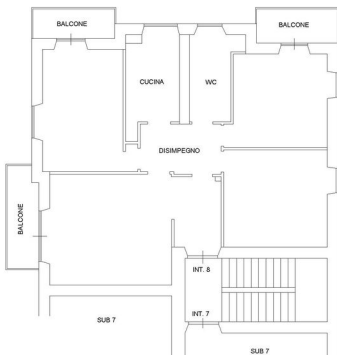 BALCONE
BALCONE
CUCINA
WC
DISIMPEGNO
BALCONE
INT. 8
INT. 7
SUB 7
SUB 7